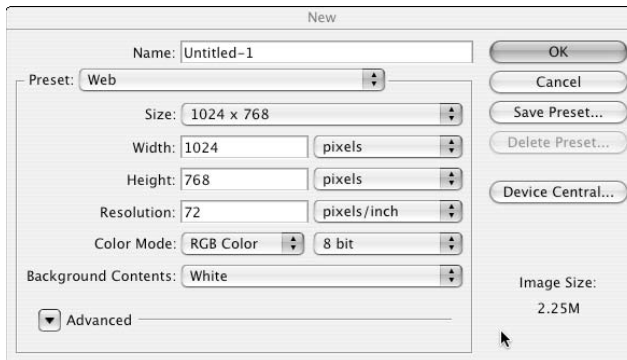 New
Name: Untitled-1
OK
Preset: Web
Cancel
Size: 1024 x 768
Save Preset...
Width: 1024 pixels
Delete Preset...
Height: 768 pixels
Device Central...
Resolution: 72 pixels/inch
Color Mode: RGB Color 8 bit
Background Contents: White
Image Size:
2.25M
Advanced